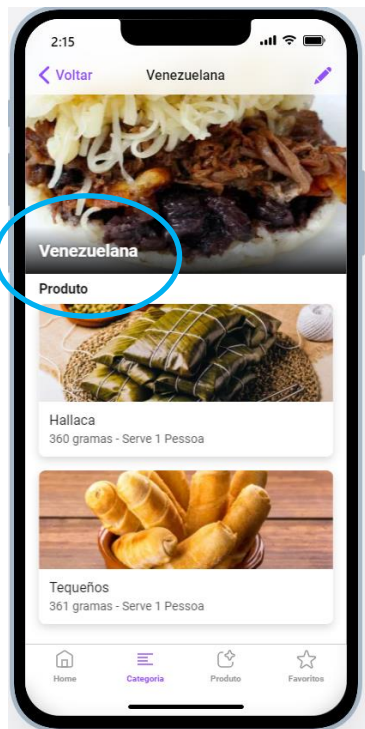 2:15
Voltar Venezuelana
Venezuelana
Produto
Hallaca
360 gramas - Serve 1 Pessoa
Tequeños
361 gramas - Serve 1 Pessoa
Home Categoria Produto Favoritos